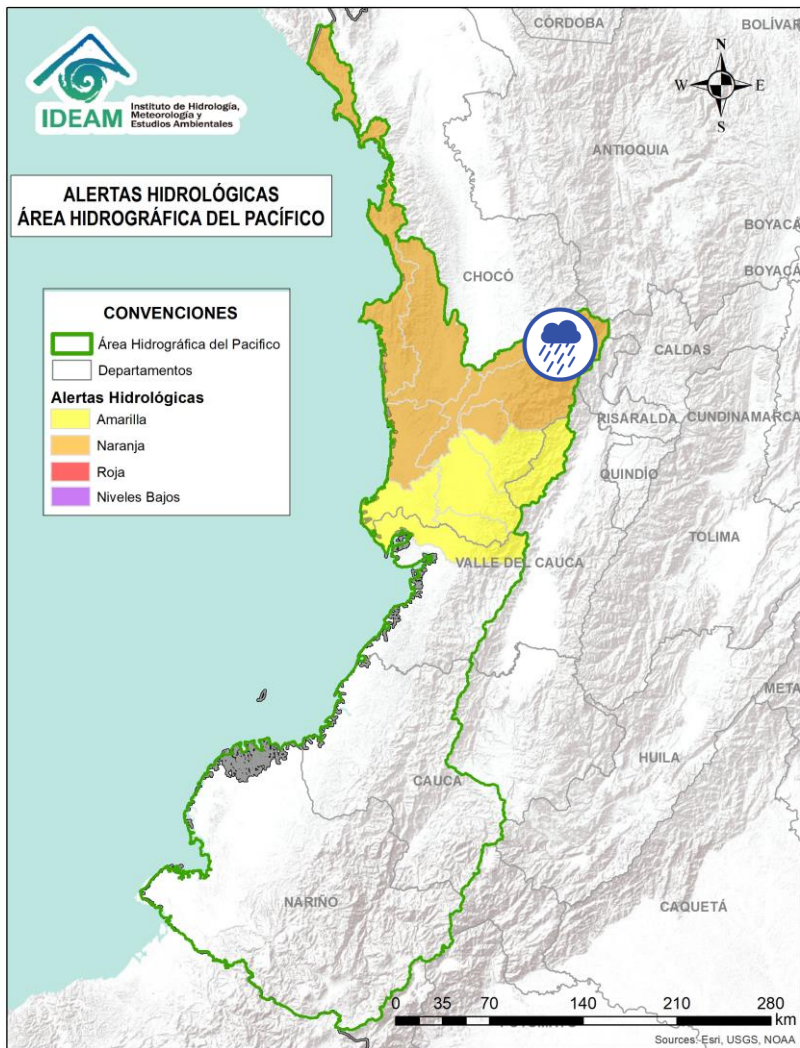 IDEAM
Instituto de Hidrología,
Meteorología y
Estudios Ambientales
ALERTAS HIDROLÓGICAS
ÁREA HIDROGRÁFICA DEL PACÍFICO
CONVENCIONES
Área Hidrográfica del Pacifico
Departamentos
Alertas Hidrológicas
Amarilla
Naranja
Roja
Niveles Bajos
CÓRDOBA
BOLÍVAR
N
W
E
S
ANTIOQUIA
BOYACÁ
BOYACÁ
CHOCÓ
CALDAS
RISARALDA
CUNDINAMARCA
QUINDÍO
TOLIMA
VALLE DEL CAUCA
META
HUILA
CAUCA
NARIÑO
CAQUETÁ
0 35 70 140 210 280
km
Sources: Esri, USGS, NOAA